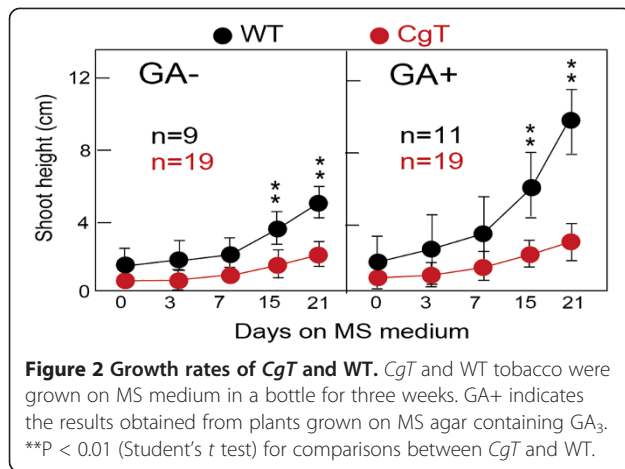 WT CgT
12
8
4
0
Shoot height (cm)
GA-
n=9
n=19
**
**
GA+
n=11
n=19
**
**
0 3 7 15 21 0 3 7 15 21
Days on MS medium
Figure 2 Growth rates of CgT and WT. CgT and WT tobacco were
grown on MS medium in a bottle for three weeks. GA+ indicates
the results obtained from plants grown on MS agar containing GA₃.
**P < 0.01 (Student's t test) for comparisons between CgT and WT.